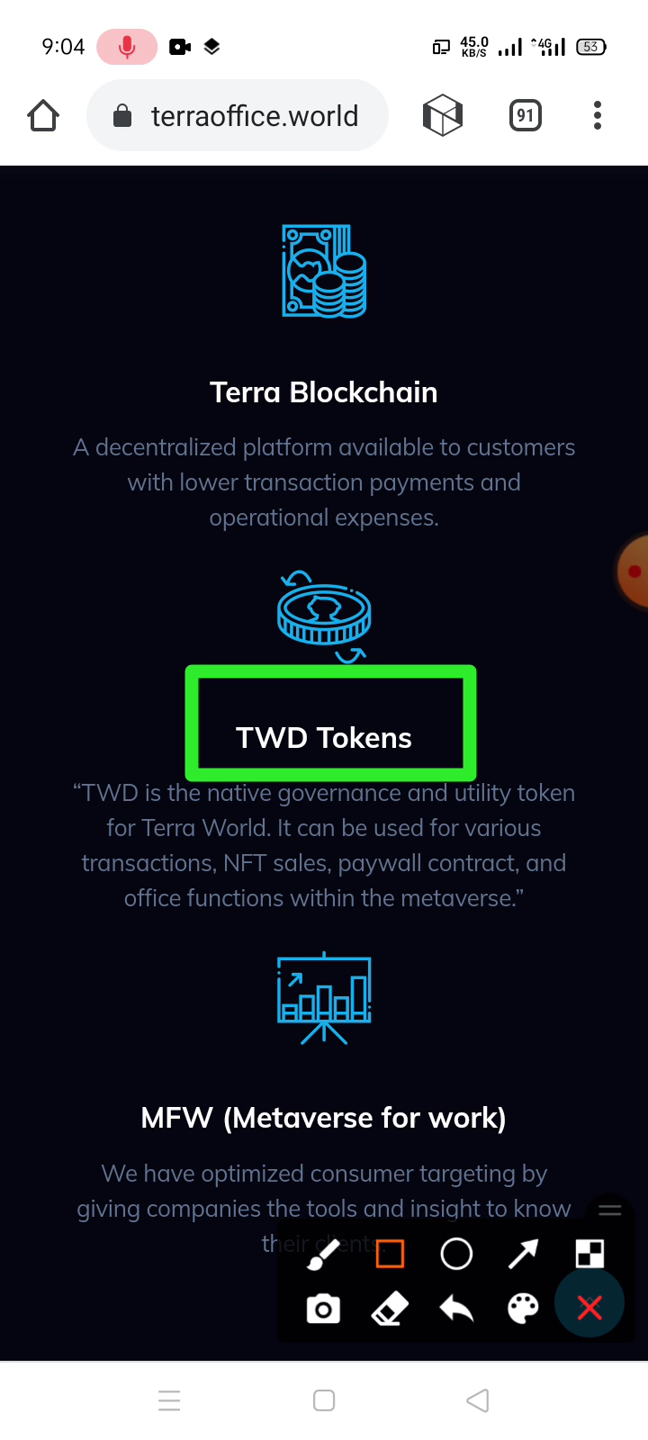 9:04
45.0
KB/S
4G
53
terraoffice.world
91
Terra Blockchain
A decentralized platform available to customers
with lower transaction payments and
operational expenses.
TWD Tokens
“TWD is the native governance and utility token
for Terra World. It can be used for various
transactions, NFT sales, paywall contract, and
office functions within the metaverse.”
MFW (Metaverse for work)
We have optimized consumer targeting by
giving companies the tools and insight to know
their clients.